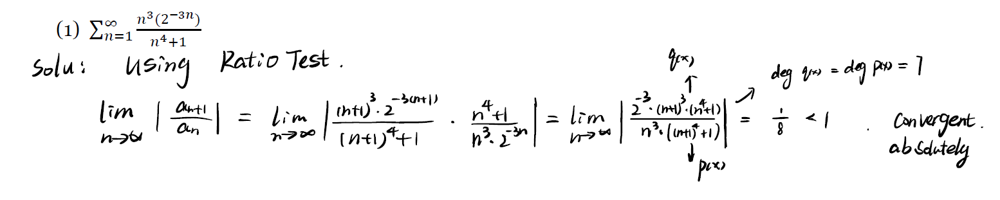 (1) $\sum_{n=1}^{\infty} \frac{n^3(2^{-3n})}{n^4+1}$
Solu: Using Ratio Test.
$\lim_{n\to\infty} \left| \frac{a_{n+1}}{a_n} \right| = \lim_{n\to\infty} \left| \frac{(n+1)^3 \cdot 2^{-3(n+1)}}{(n+1)^4+1} \cdot \frac{n^4+1}{n^3 \cdot 2^{-3n}} \right| = \lim_{n\to\infty} \left| \frac{2^{-3} \cdot (n+1)^3 \cdot (n^4+1)}{n^3 \cdot ((n+1)^4+1)} \right| = \frac{1}{8} < 1$. Convergent.
absolutely
↑ q(x)
↓ p(x)
↗ deg q(x) = deg p(x) = 7